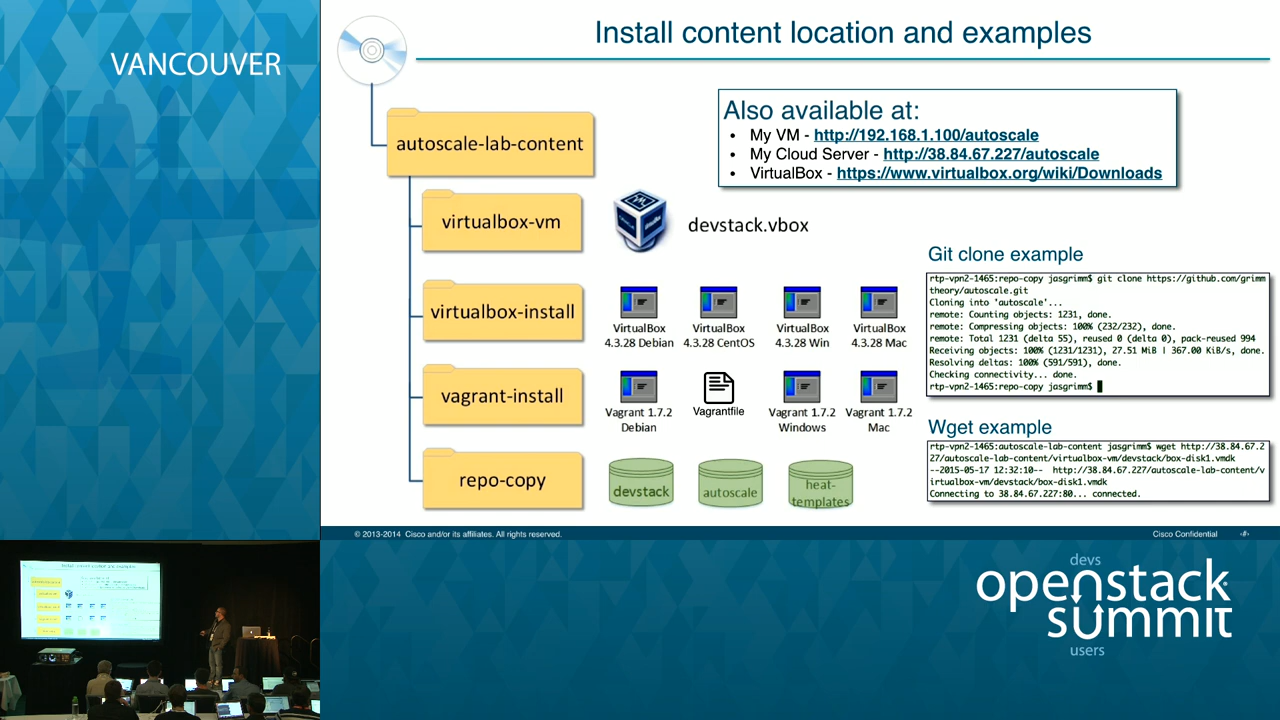 VANCOUVER
Install content location and examples
autoscale-lab-content
Also available at:
• My VM - http://192.168.1.100/autoscale
• My Cloud Server - http://38.84.67.227/autoscale
• VirtualBox - https://www.virtualbox.org/wiki/Downloads
virtualbox-vm
devstack.vbox
virtualbox-install
VirtualBox
4.3.28 Debian
VirtualBox
4.3.28 CentOS
VirtualBox
4.3.28 Win
VirtualBox
4.3.28 Mac
vagrant-install
Vagrant 1.7.2
Debian
Vagrantfile
Vagrant 1.7.2
Windows
Vagrant 1.7.2
Mac
repo-copy
devstack
autoscale
heat-
templates
Git clone example
rtp-vpn2-1465:repo-copy jasgrimm$ git clone https://github.com/grimm
theory/autoscale.git
Cloning into 'autoscale'...
remote: Counting objects: 1231, done.
remote: Compressing objects: 100% (232/232), done.
remote: Total 1231 (delta 55), reused 0 (delta 0), pack-reused 994
Receiving objects: 100% (1231/1231), 27.51 MiB | 367.00 KiB/s, done.
Resolving deltas: 100% (591/591), done.
Checking connectivity... done.
rtp-vpn2-1465:repo-copy jasgrimm$
Wget example
rtp-vpn2-1465:autoscale-lab-content jasgrimm$ wget http://38.84.67.2
27/autoscale-lab-content/virtualbox-vm/devstack/box-disk1.vmdk
--2015-05-17 12:32:10-- http://38.84.67.227/autoscale-lab-content/v
irtualbox-vm/devstack/box-disk1.vmdk
Connecting to 38.84.67.227:80... connected.
© 2013-2014 Cisco and/or its affiliates. All rights reserved.
Cisco Confidential
‹#›
Install content location and examples
devs
openstack
summit
users